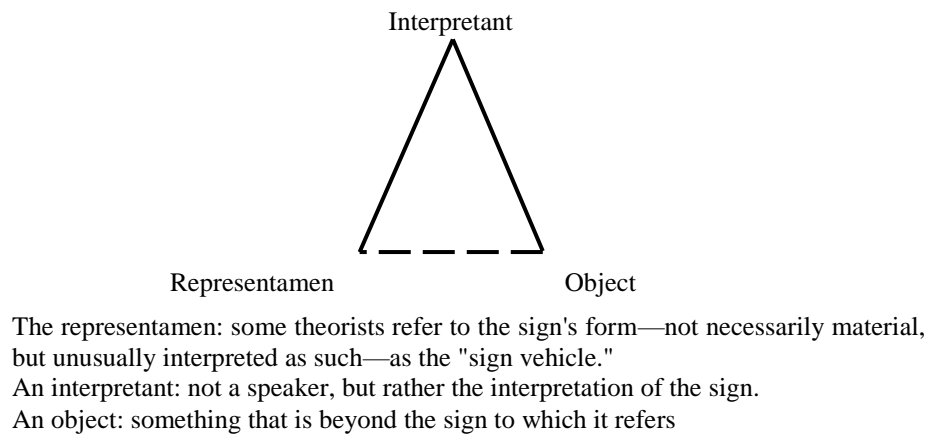 Interpretant
Representamen
Object
The representamen: some theorists refer to the sign's form—not necessarily material,
but unusually interpreted as such—as the "sign vehicle."
An interpretant: not a speaker, but rather the interpretation of the sign.
An object: something that is beyond the sign to which it refers